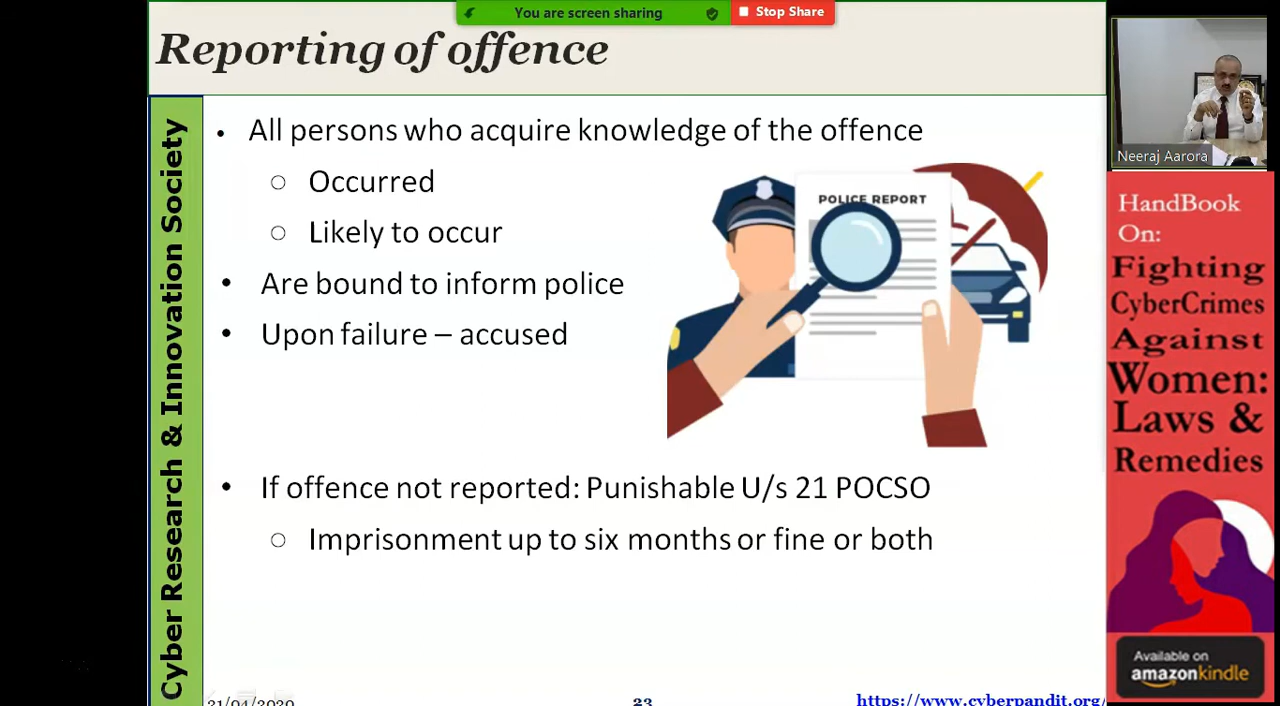 You are screen sharing
Stop Share
Reporting of offence
Cyber Research & Innovation Society
• All persons who acquire knowledge of the offence
○ Occurred
○ Likely to occur
• Are bound to inform police
• Upon failure – accused
POLICE REPORT
• If offence not reported: Punishable U/s 21 POCSO
○ Imprisonment up to six months or fine or both
23
https://www.cyberpandit.org/
Neeraj Aarora
HandBook
On:
Fighting
CyberCrimes
Against
Women:
Laws &
Remedies
Available on
amazonkindle